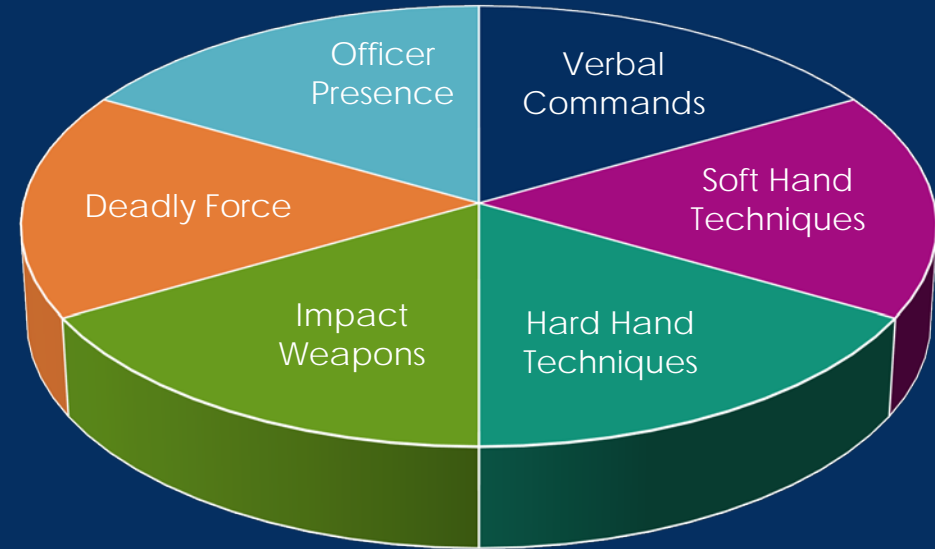 Officer
Presence
Verbal
Commands
Deadly Force
Soft Hand
Techniques
Impact
Weapons
Hard Hand
Techniques